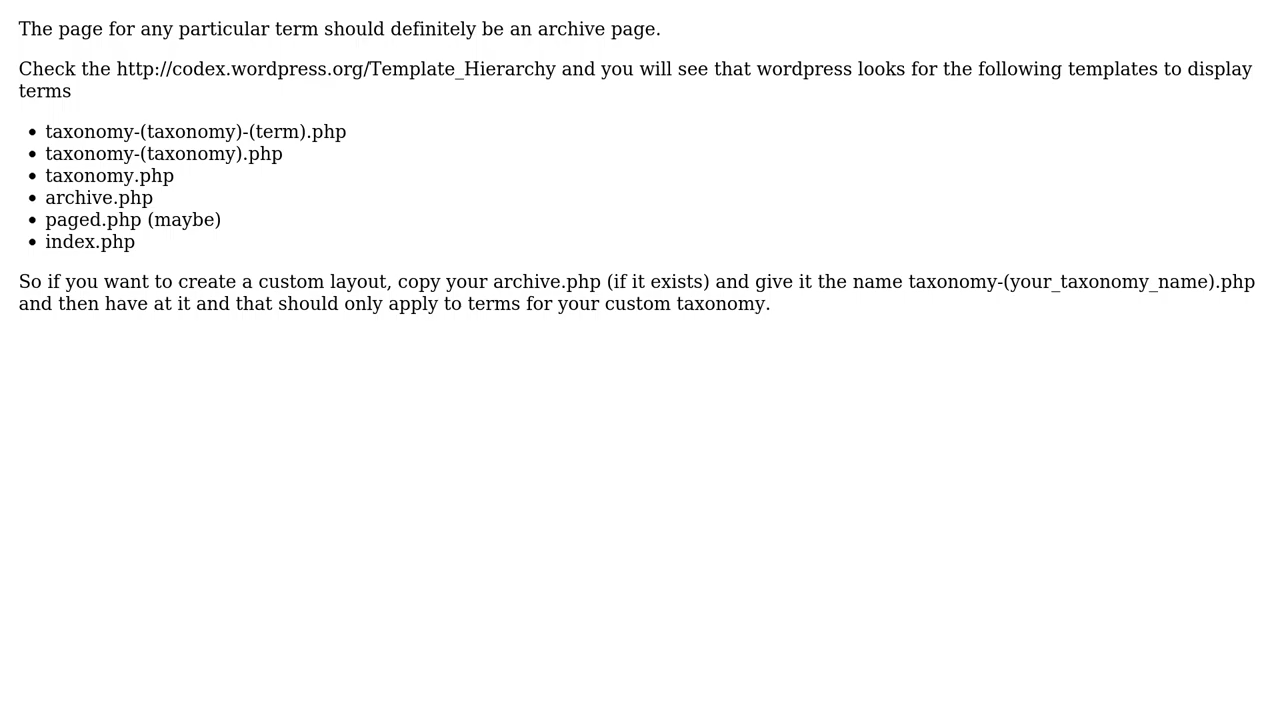 The page for any particular term should definitely be an archive page.
Check the http://codex.wordpress.org/Template_Hierarchy and you will see that wordpress looks for the following templates to display
terms
• taxonomy-(taxonomy)-(term).php
• taxonomy-(taxonomy).php
• taxonomy.php
• archive.php
• paged.php (maybe)
• index.php
So if you want to create a custom layout, copy your archive.php (if it exists) and give it the name taxonomy-(your_taxonomy_name).php
and then have at it and that should only apply to terms for your custom taxonomy.